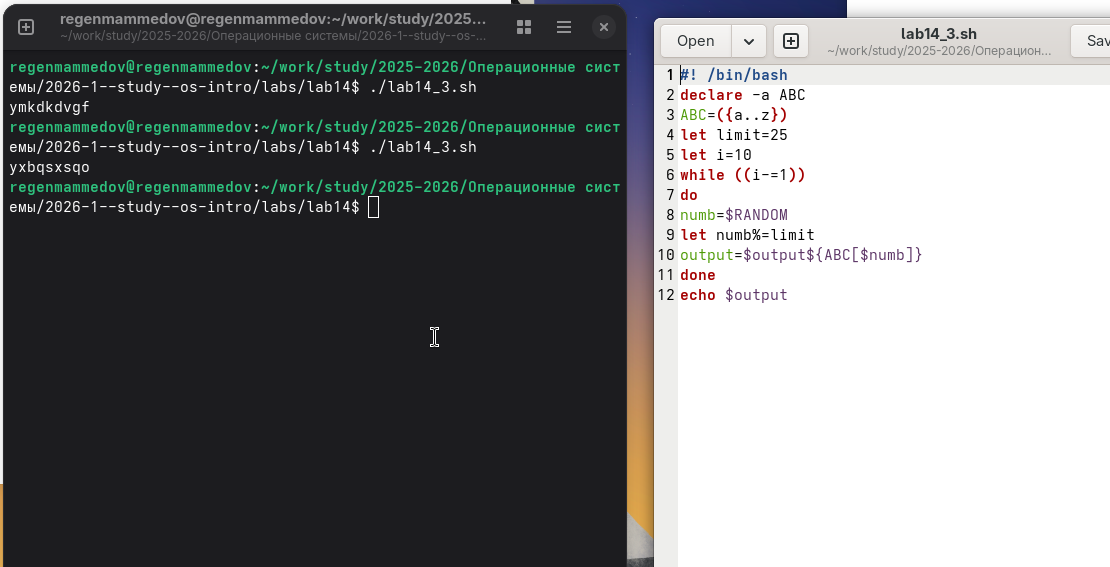 regenmammedov@regenmammedov:~/work/study/2025...
~/work/study/2025-2026/Операционные системы/2026-1--study--os-...
regenmammedov@regenmammedov:~/work/study/2025-2026/Операционные сист
емы/2026-1--study--os-intro/labs/lab14$ ./lab14_3.sh
ymkdkdvgf
regenmammedov@regenmammedov:~/work/study/2025-2026/Операционные сист
емы/2026-1--study--os-intro/labs/lab14$ ./lab14_3.sh
yxbqsxsqo
regenmammedov@regenmammedov:~/work/study/2025-2026/Операционные сист
емы/2026-1--study--os-intro/labs/lab14$
Open
lab14_3.sh
~/work/study/2025-2026/Операцион...
Sav
1 #! /bin/bash
2 declare -a ABC
3 ABC=({a..z})
4 let limit=25
5 let i=10
6 while ((i-=1))
7 do
8 numb=$RANDOM
9 let numb%=limit
10 output=$output${ABC[$numb]}
11 done
12 echo $output